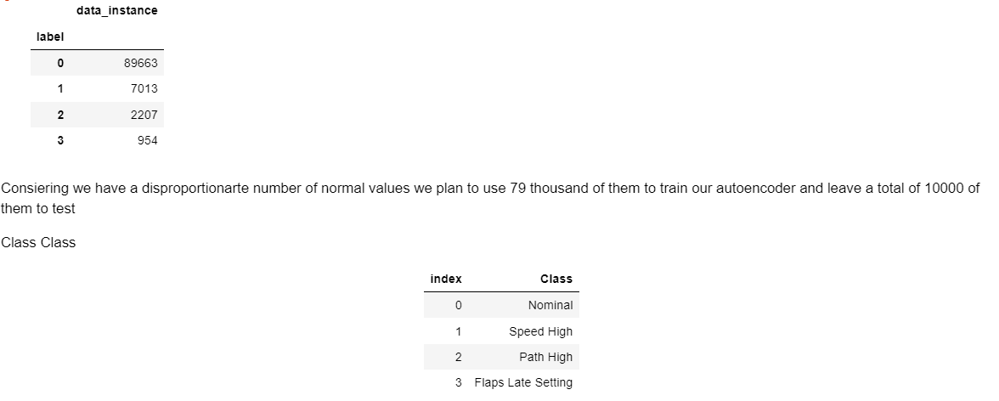 data_instance
label
0 89663
1 7013
2 2207
3 954
Consiering we have a disproportionarte number of normal values we plan to use 79 thousand of them to train our autoencoder and leave a total of 10000 of
them to test
Class Class
index Class
0 Nominal
1 Speed High
2 Path High
3 Flaps Late Setting